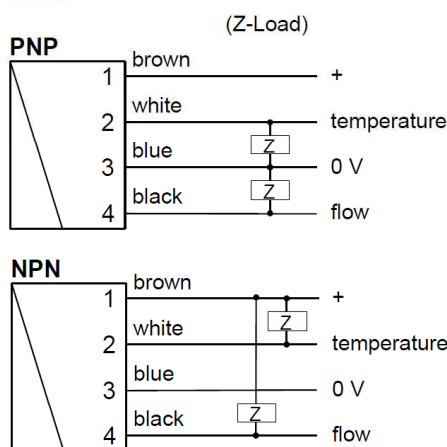 (Z-Load)
PNP
1 brown +
2 white temperature
Z
3 blue 0 V
Z
4 black flow
NPN
1 brown +
Z
2 white temperature
3 blue 0 V
Z
4 black flow